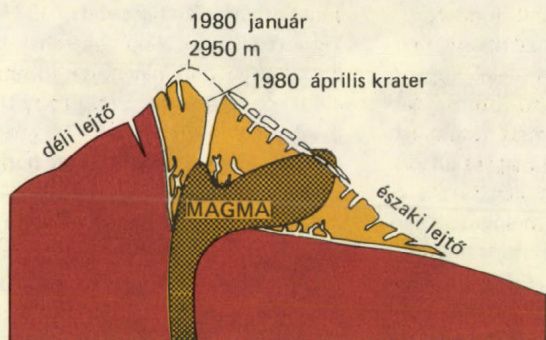 1980 január
2950 m
1980 április krater
déli lejtő
MAGMA
északi lejtő